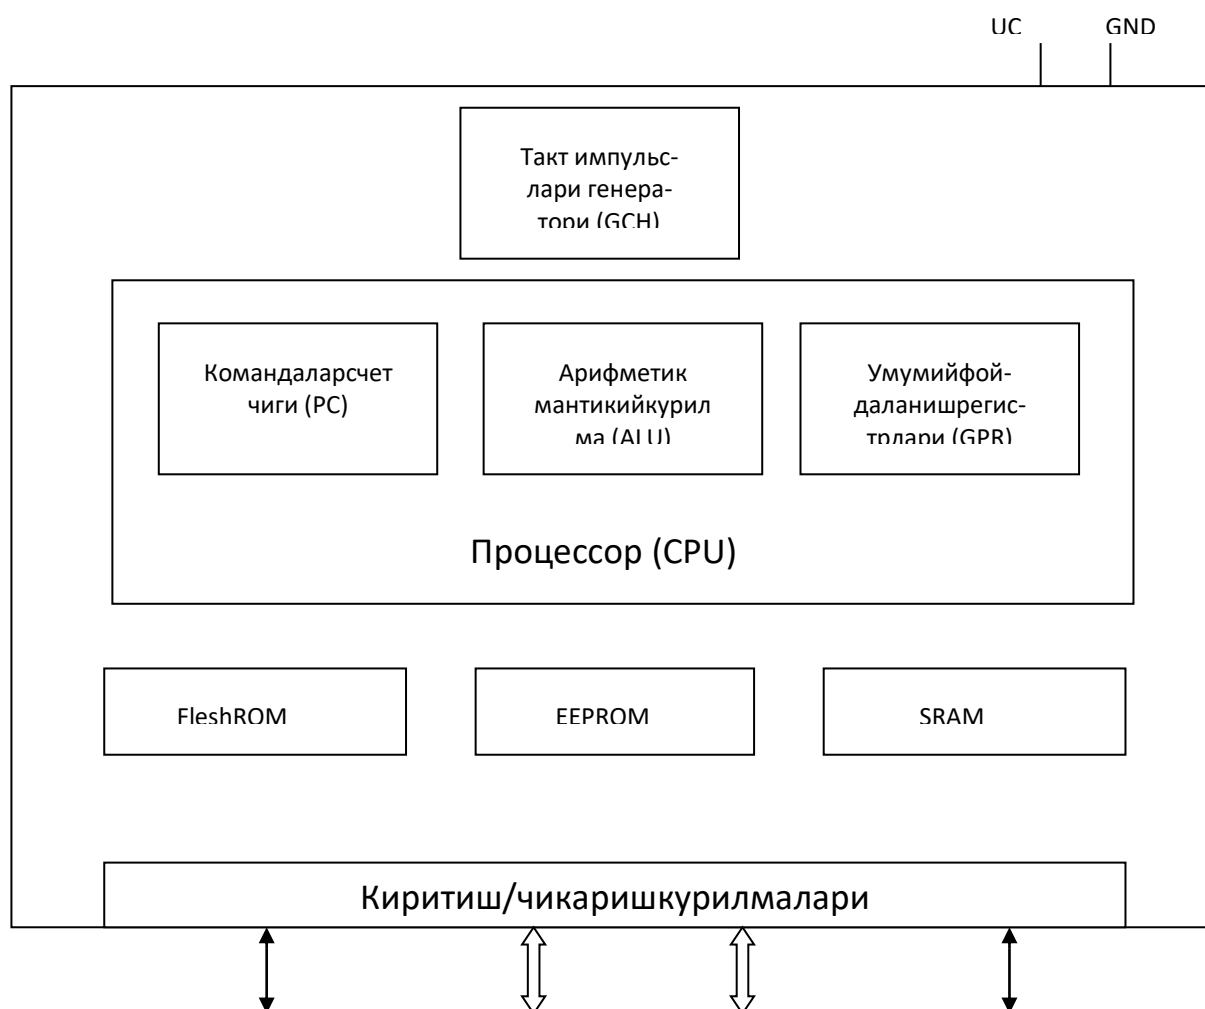 UC GND
Такт импульс-
лари генера-
тори (GCH)
Командаларсчет
чиги (PC)
Арифметик
мантикийкурил
ма (ALU)
Умумийфой-
даланишрегис-
трлари (GPR)
Процессор (CPU)
FleshROM
EEPROM
SRAM
Киритиш/чикаришкурилмалари